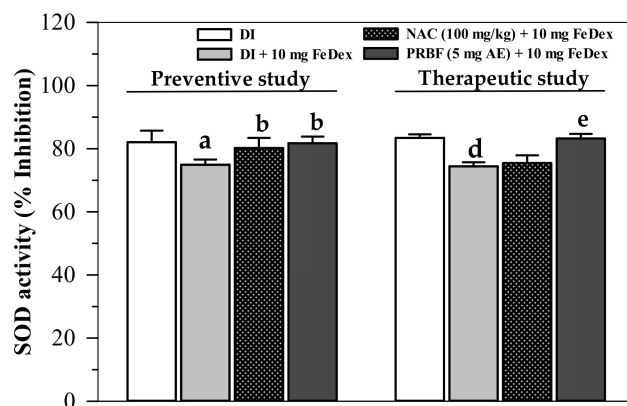 DI
DI + 10 mg FeDex
NAC (100 mg/kg) + 10 mg FeDex
PRBF (5 mg AE) + 10 mg FeDex
Preventive study
Therapeutic study
SOD activity (% Inhibition)
120
100
80
60
40
20
0
a
b
b
d
e